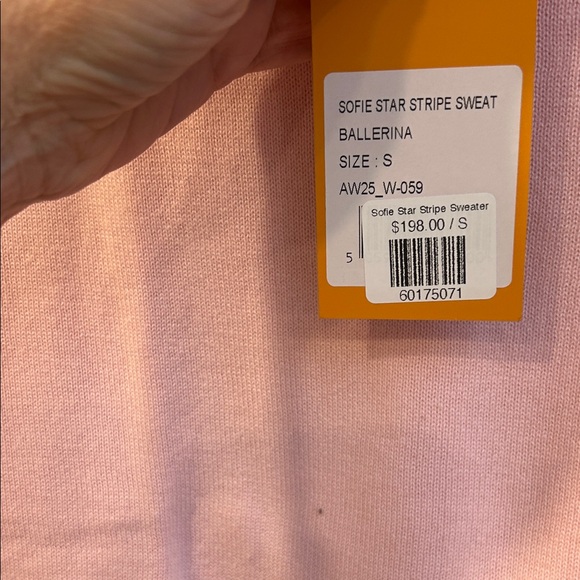 SOFIE STAR STRIPE SWEAT
BALLERINA
SIZE : S
AW25_W-059
Sofie Star Stripe Sweater
$198.00 / S
5
60175071